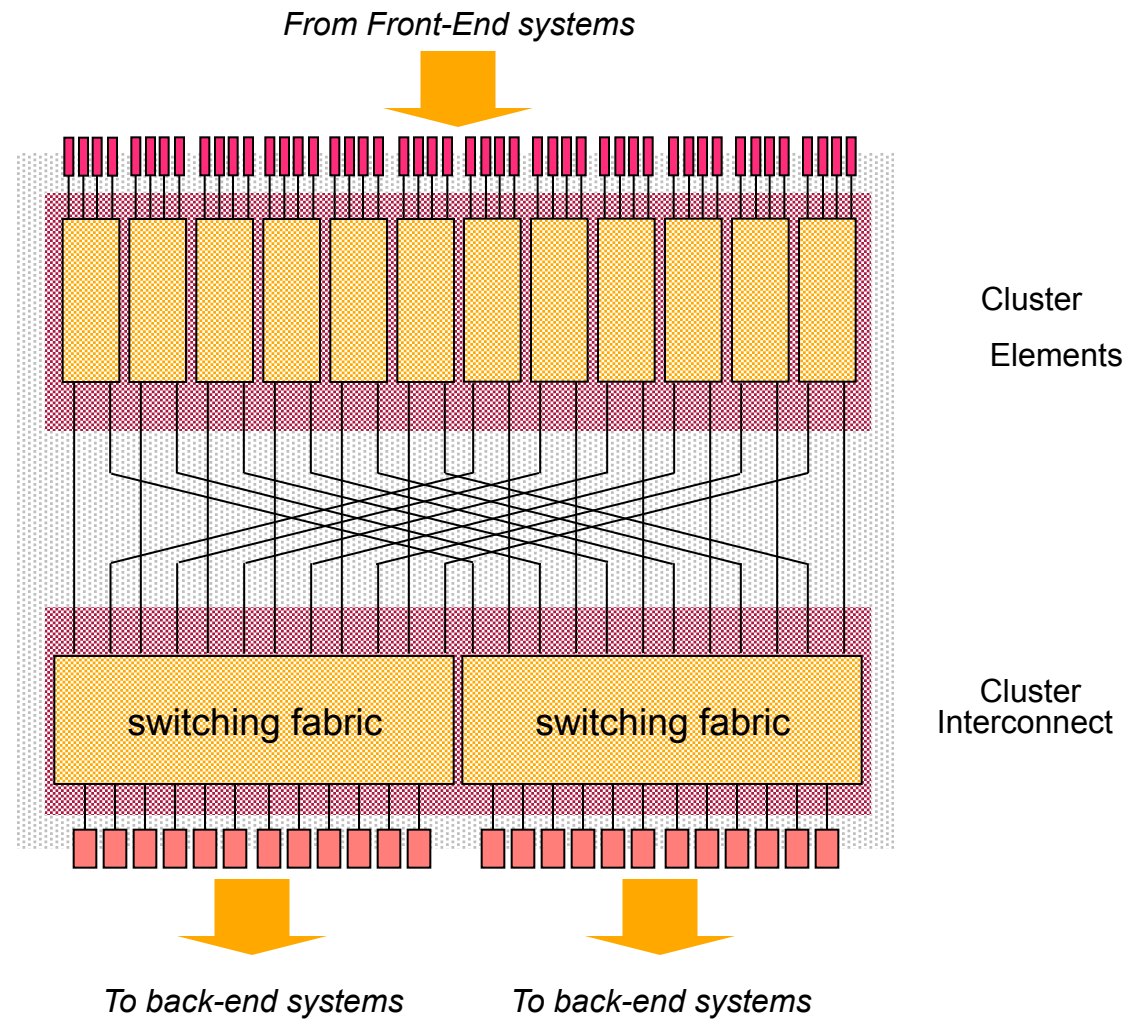 From Front-End systems
Cluster
Elements
switching fabric
switching fabric
Cluster
Interconnect
To back-end systems
To back-end systems